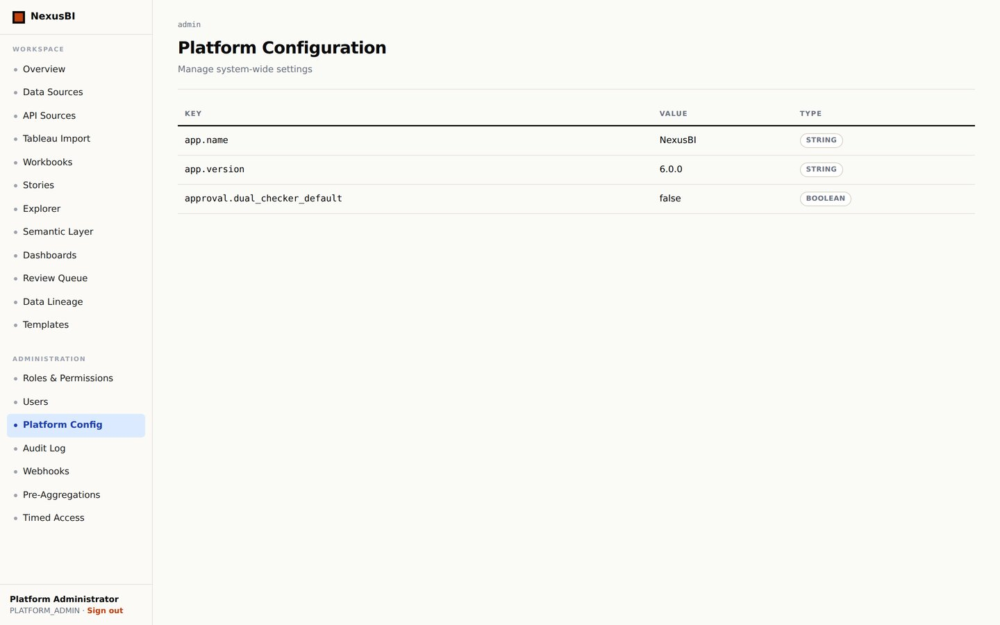 NexusBI
WORKSPACE
Overview
Data Sources
API Sources
Tableau Import
Workbooks
Stories
Explorer
Semantic Layer
Dashboards
Review Queue
Data Lineage
Templates
ADMINISTRATION
Roles & Permissions
Users
Platform Config
Audit Log
Webhooks
Pre-Aggregations
Timed Access
Platform Administrator
PLATFORM_ADMIN · Sign out
admin
Platform Configuration
Manage system-wide settings
KEY VALUE TYPE
app.name NexusBI STRING
app.version 6.0.0 STRING
approval.dual_checker_default false BOOLEAN